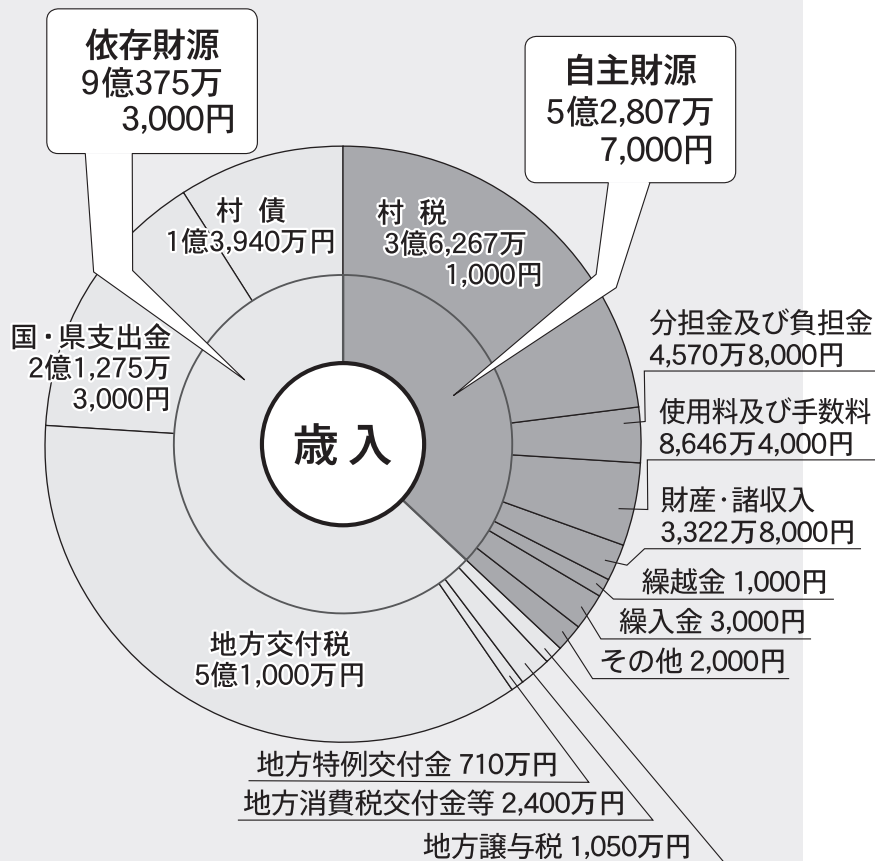 依存財源
9億375万
3,000円
自主財源
5億2,807万
7,000円
村 債
1億3,940万円
村 税
3億6,267万
1,000円
国・県支出金
2億1,275万
3,000円
分担金及び負担金
4,570万8,000円
使用料及び手数料
8,646万4,000円
歳 入
財産・諸収入
3,322万8,000円
繰越金 1,000円
繰入金 3,000円
その他 2,000円
地方交付税
5億1,000万円
地方特例交付金 710万円
地方消費税交付金等 2,400万円
地方譲与税 1,050万円